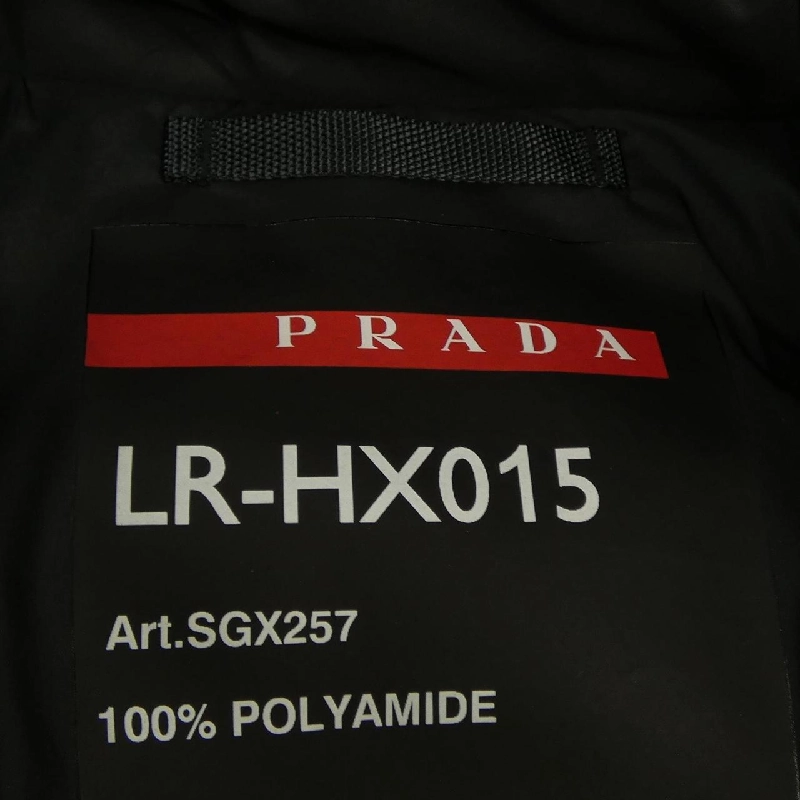 PRADA
LR-HX015
Art.SGX257
100% POLYAMIDE